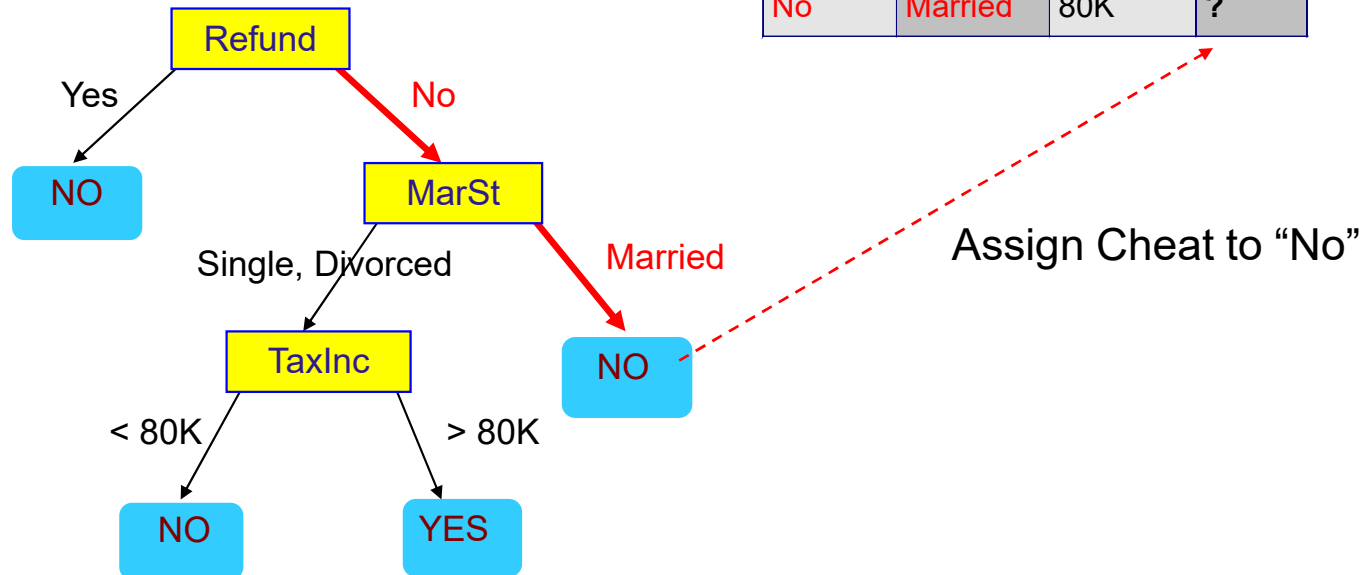 No Married 80K ?
Refund
Yes No
NO MarSt
Single, Divorced Married
Assign Cheat to “No”
TaxInc NO
< 80K > 80K
NO YES